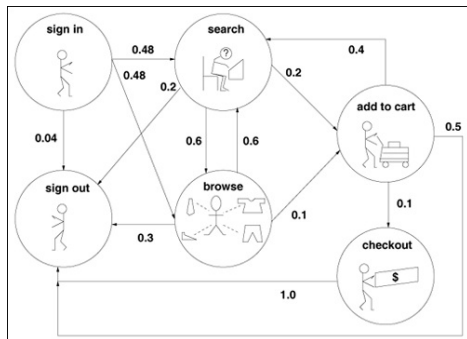 sign in
0.48
search
0.4
0.48
0.2
0.2
add to cart
0.5
0.04
0.6
0.6
sign out
browse
0.1
0.1
0.3
checkout
$
1.0
?